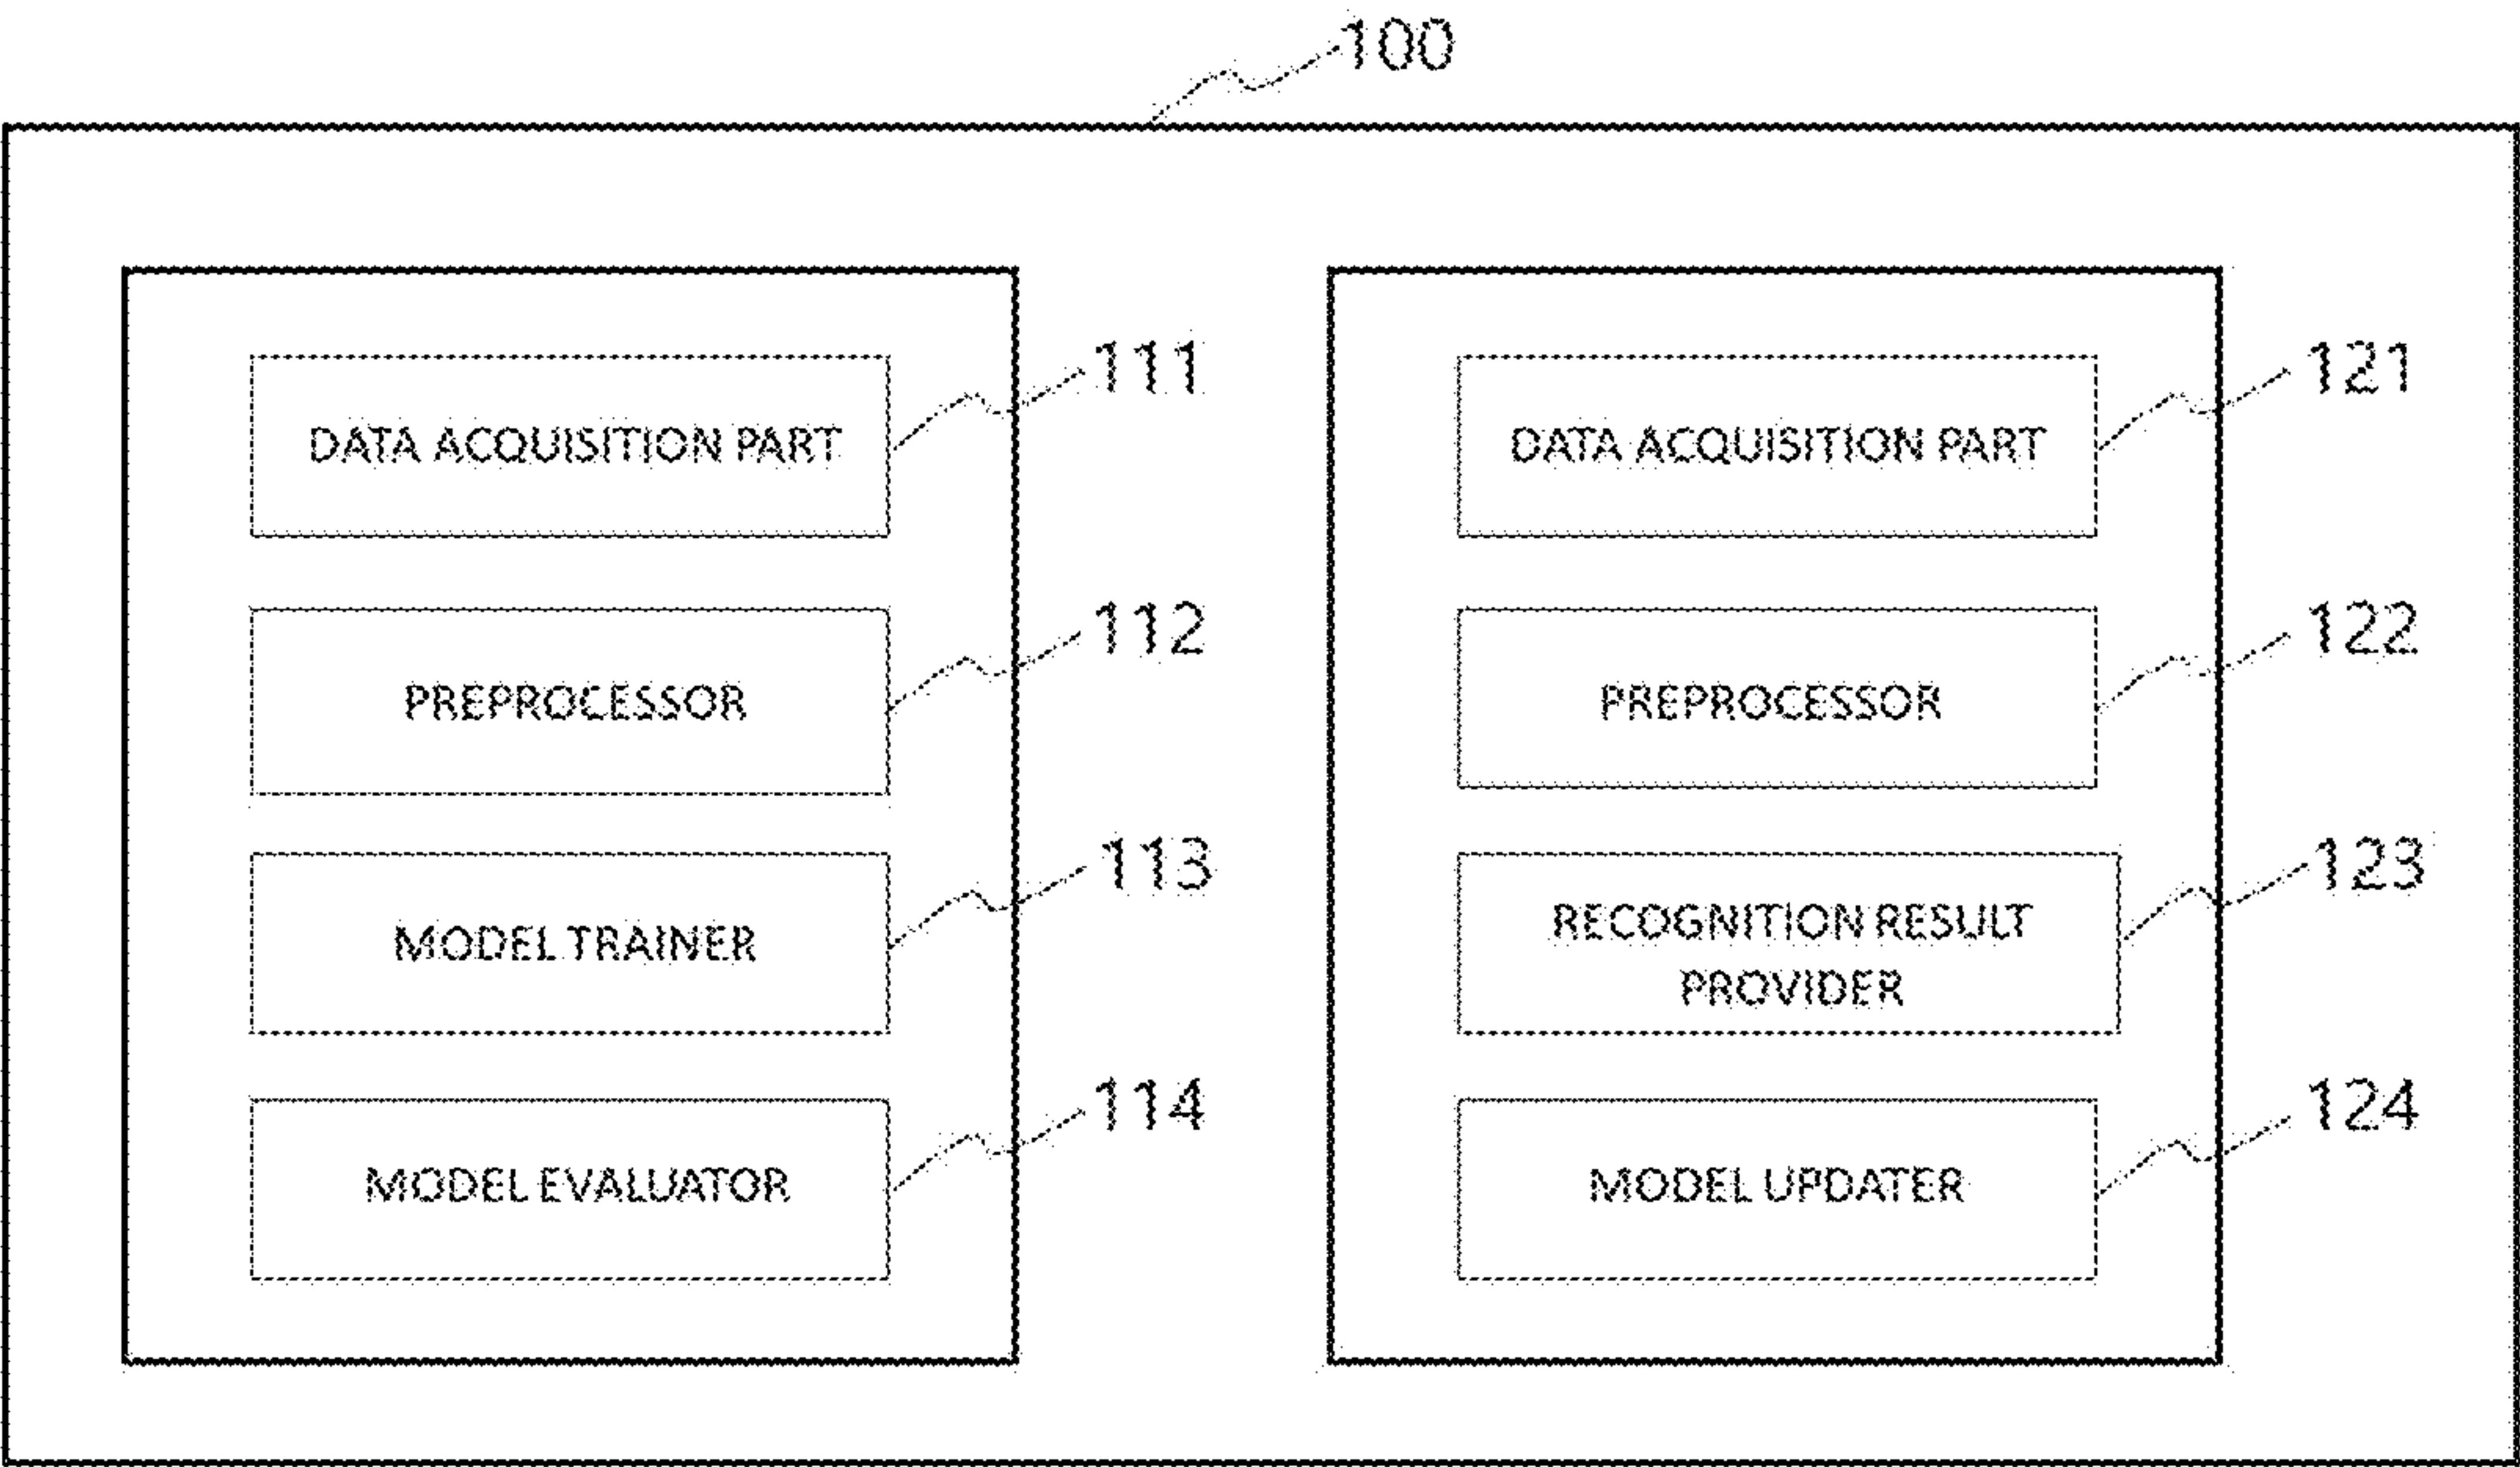 100
DATA ACQUISITION PART
111
PREPROCESSOR
112
MODEL TRAINER
113
MODEL EVALUATOR
114
DATA ACQUISITION PART
121
PREPROCESSOR
122
RECOGNITION RESULT
PROVIDER
123
MODEL UPDATER
124